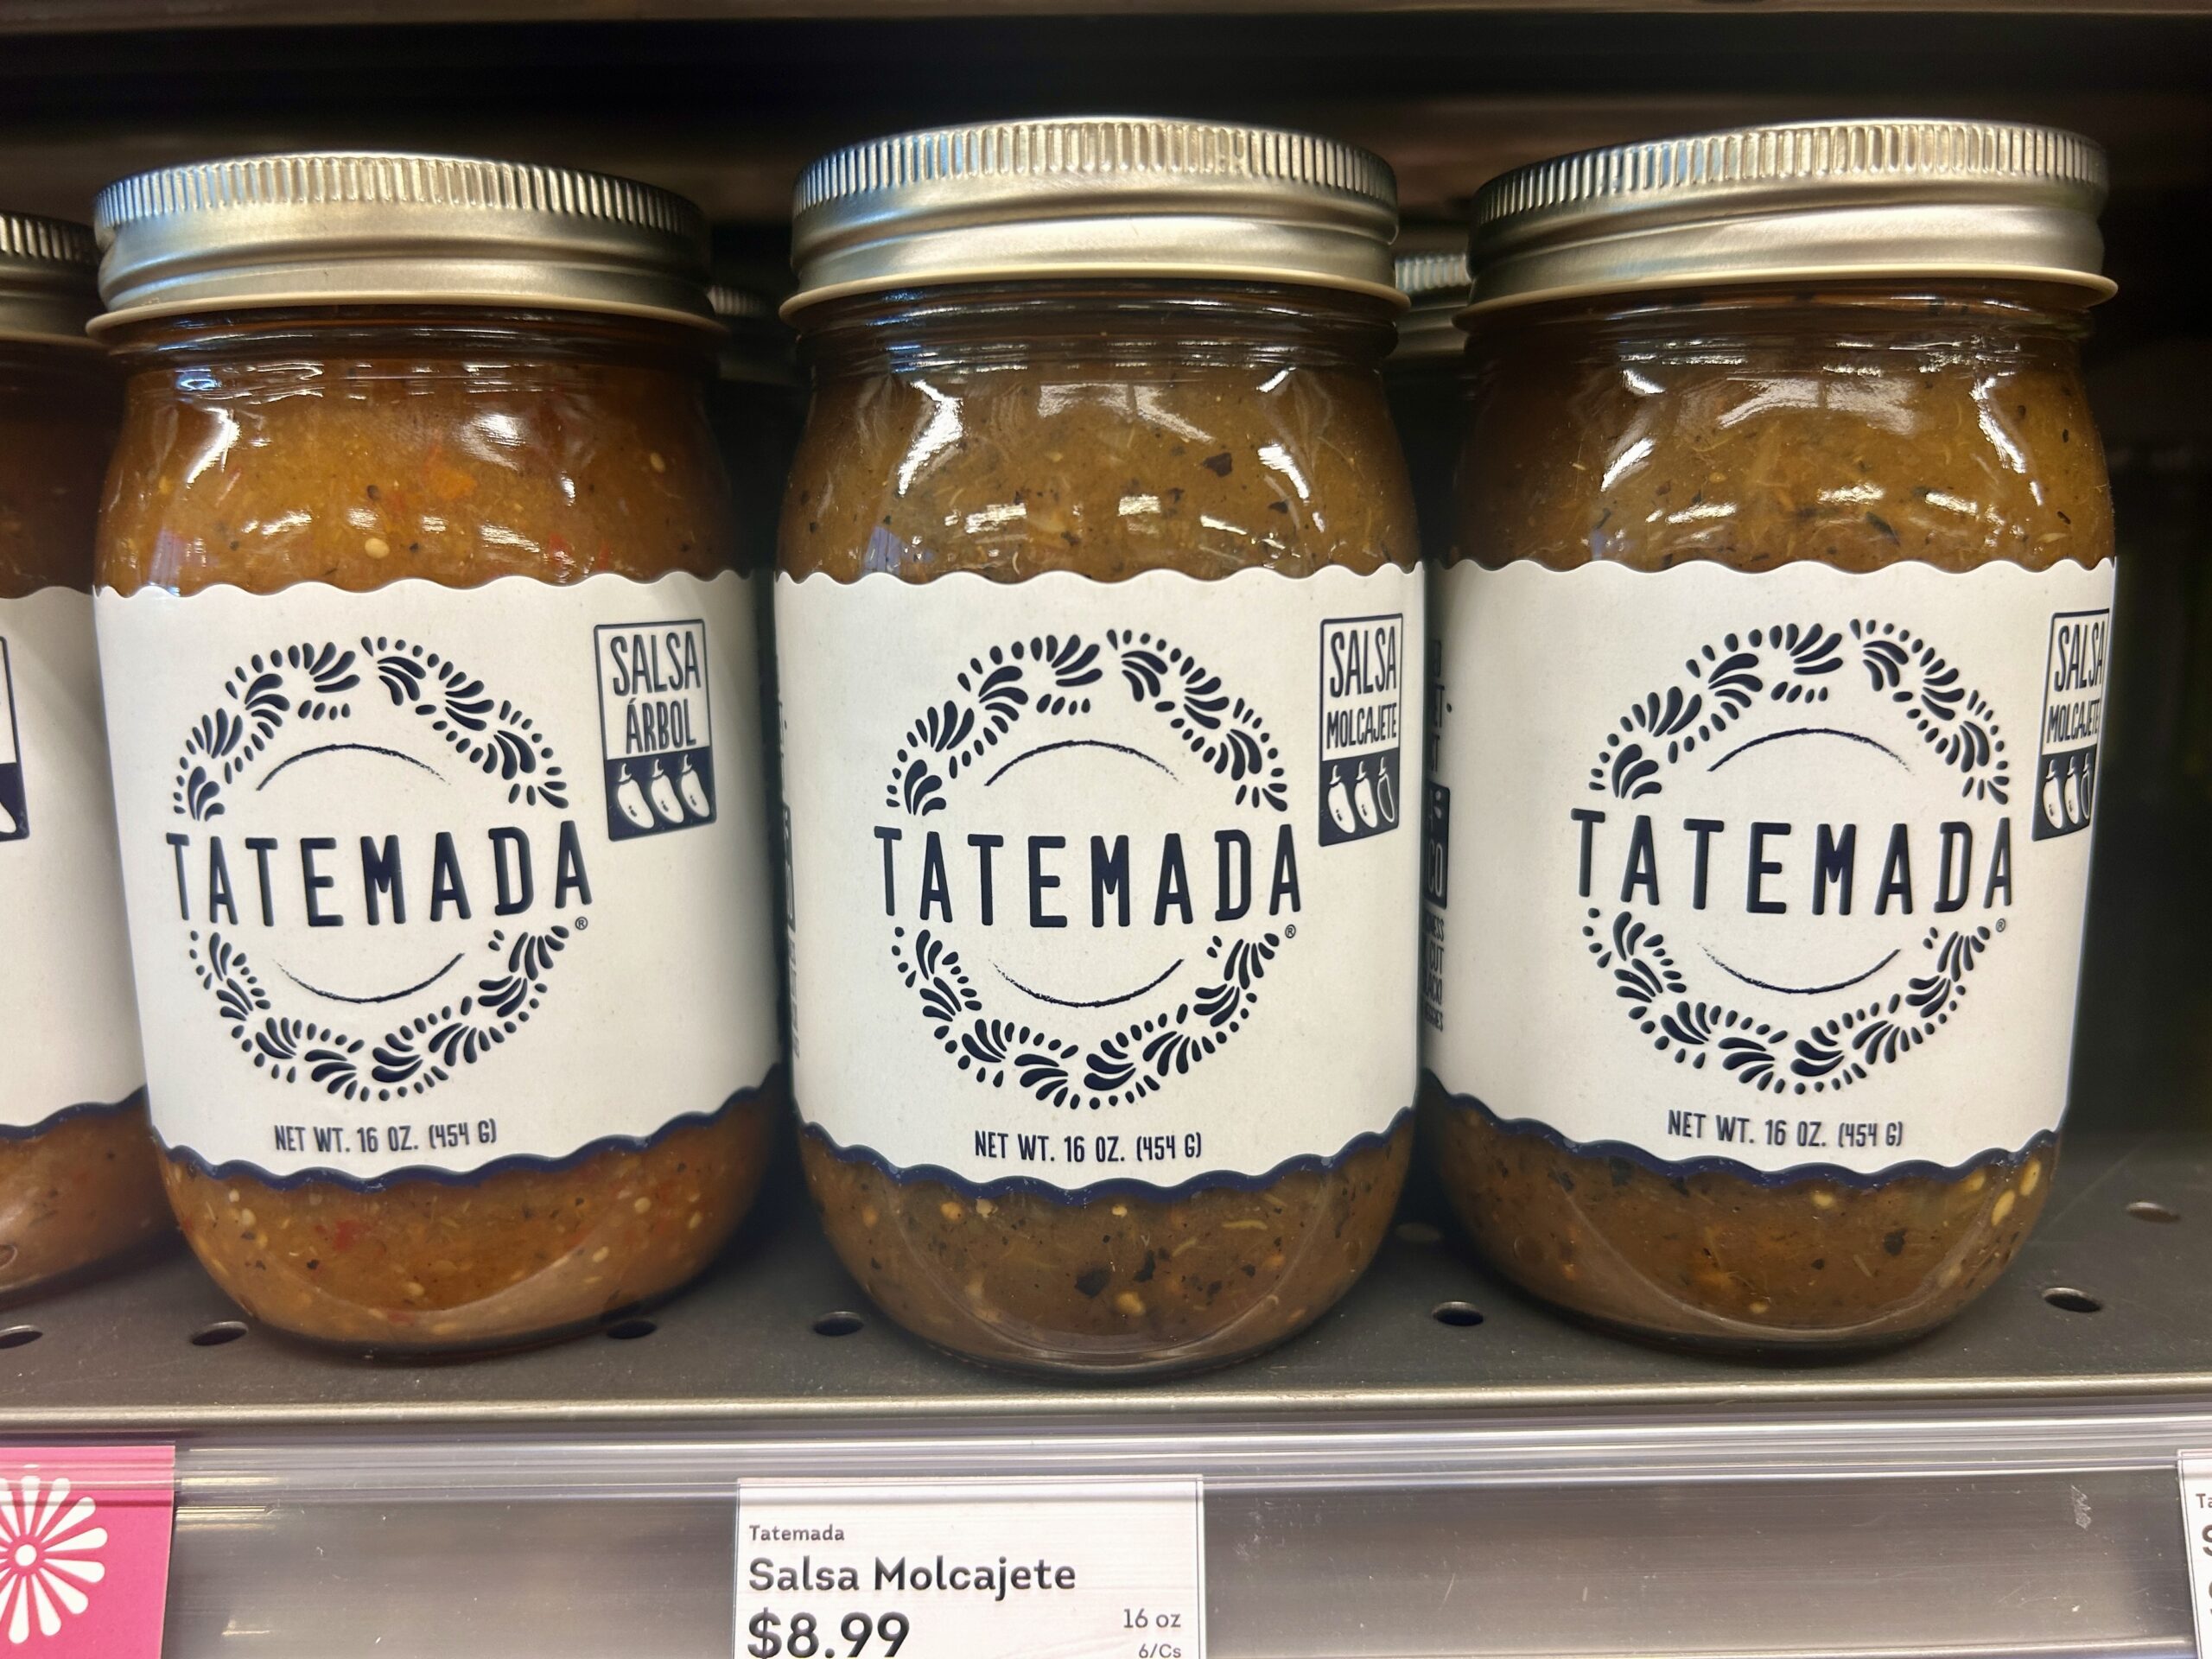 TATEMADA
®
SALSA
ÁRBOL
NET WT. 16 OZ. (454 G)
TATEMADA
®
SALSA
MOLCAJETE
NET WT. 16 OZ. (454 G)
TATEMADA
®
SALSA
MOLCAJETE
NET WT. 16 OZ. (454 G)
Tatemada
Salsa Molcajete
$8.99
16 oz
6/Cs